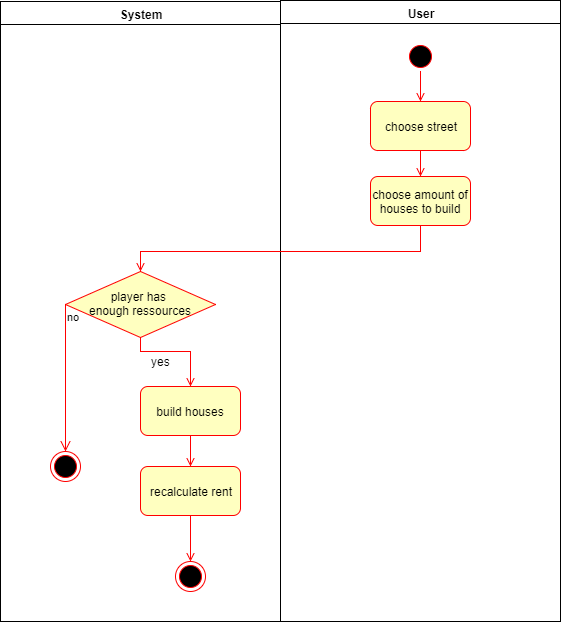 System
User
choose street
choose amount of
houses to build
player has
enough ressources
no
yes
build houses
recalculate rent